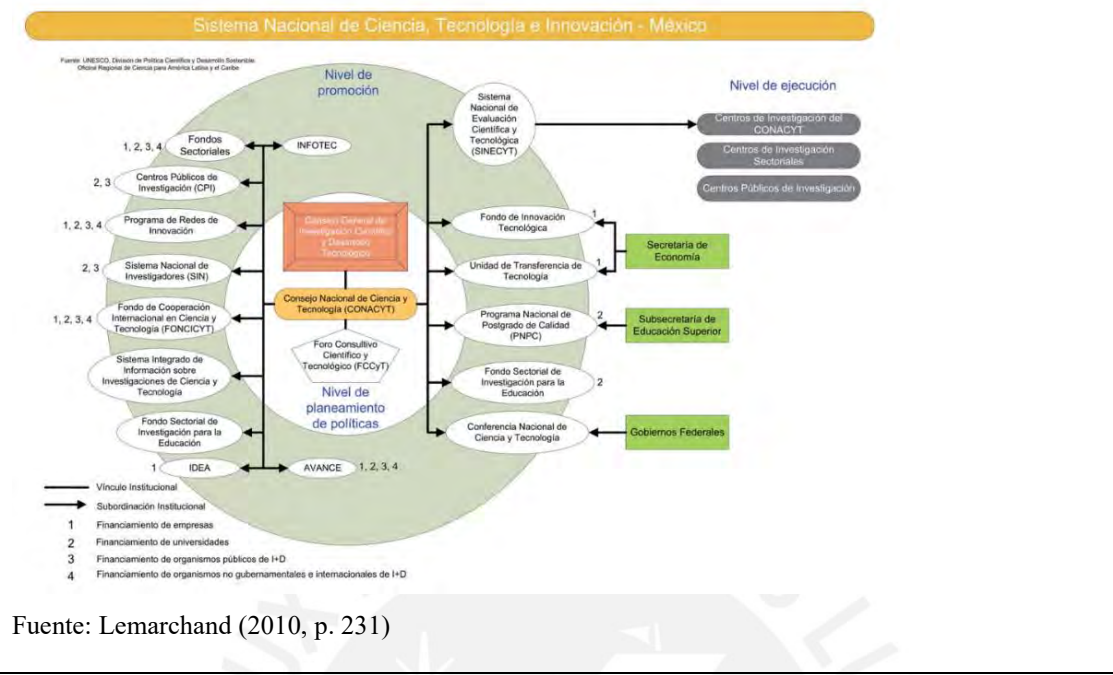 Sistema Nacional de Ciencia, Tecnología e Innovación - México
Fuente: UNESCO, División de Política Científica y Desarrollo Sostenible
Oficial Regional de Ciencia para América Latina y el Caribe
Nivel de
promoción
INFOTEC
1, 2, 3, 4
Fondos
Sectoriales
2, 3
Centros Públicos de
Investigación (CPI)
1, 2, 3, 4
Programa de Redes de
Innovación
2, 3
Sistema Nacional de
Investigadores (SIN)
1, 2, 3, 4
Fondo de Cooperación
Internacional en Ciencia y
Tecnología (FONCICYT)
Sistema Integrado de
Información sobre
Investigaciones de Ciencia y
Tecnología
Fondo Sectorial de
Investigación para la
Educación
1
IDEA
AVANCE
1, 2, 3, 4
Consejo General de
Investigación Científica
y Desarrollo
Tecnológico
Consejo Nacional de Ciencia y
Tecnología (CONACYT)
Foro Consultivo
Científico y
Tecnológico (FCCyT)
Nivel de
planeamiento
de políticas
Sistema
Nacional de
Evaluación
Científica y
Tecnológica
(SINECYT)
Fondo de Innovación
Tecnológica
1
Unidad de Transferencia de
Tecnología
1
Programa Nacional de
Postgrado de Calidad
(PNPC)
2
Fondo Sectorial de
Investigación para la
Educación
2
Conferencia Nacional de
Ciencia y Tecnología
Nivel de ejecución
Centros de Investigación del
CONACYT
Centros de Investigación
Sectoriales
Centros Públicos de Investigación
Secretaría de
Economía
Subsecretaría de
Educación Superior
Gobiernos Federales
Vínculo Institucional
Subordinación Institucional
1 Financiamiento de empresas
2 Financiamiento de universidades
3 Financiamiento de organismos públicos de I+D
4 Financiamiento de organismos no gubernamentales e internacionales de I+D
Fuente: Lemarchand (2010, p. 231)